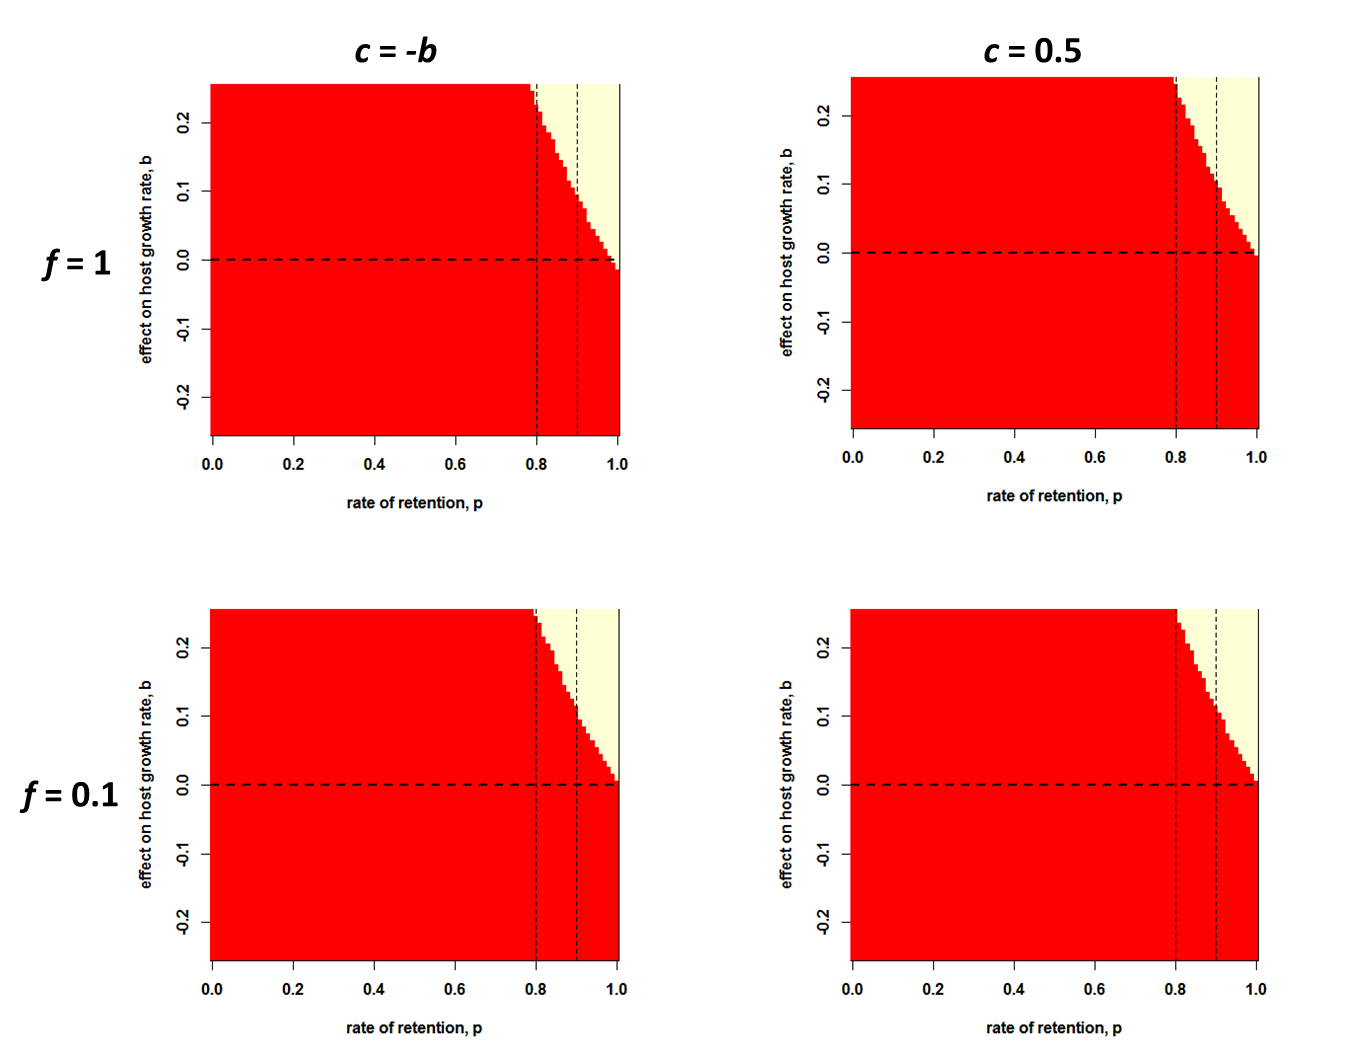 c = -b
c = 0.5
f = 1
effect on host growth rate, b
0.2
0.1
0.0
-0.1
-0.2
0.0 0.2 0.4 0.6 0.8 1.0
rate of retention, p
effect on host growth rate, b
0.2
0.1
0.0
-0.1
-0.2
0.0 0.2 0.4 0.6 0.8 1.0
rate of retention, p
f = 0.1
effect on host growth rate, b
0.2
0.1
0.0
-0.1
-0.2
0.0 0.2 0.4 0.6 0.8 1.0
rate of retention, p
effect on host growth rate, b
0.2
0.1
0.0
-0.1
-0.2
0.0 0.2 0.4 0.6 0.8 1.0
rate of retention, p